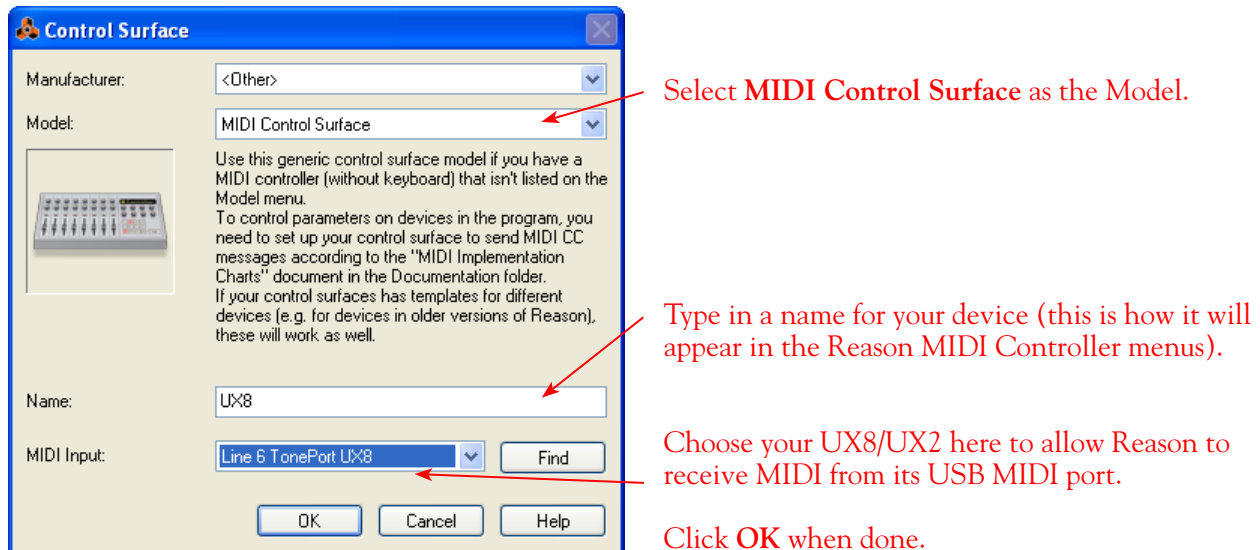 Control Surface
Manufacturer:
<Other>
Model:
MIDI Control Surface
Use this generic control surface model if you have a
MIDI controller (without keyboard) that isn't listed on the
Model menu.
To control parameters on devices in the program, you
need to set up your control surface to send MIDI CC
messages according to the "MIDI Implementation
Charts" document in the Documentation folder.
If your control surfaces has templates for different
devices (e.g. for devices in older versions of Reason),
these will work as well.
Name:
UX8
MIDI Input:
Line 6 TonePort UX8
Find
OK
Cancel
Help
Select MIDI Control Surface as the Model.
Type in a name for your device (this is how it will
appear in the Reason MIDI Controller menus).
Choose your UX8/UX2 here to allow Reason to
receive MIDI from its USB MIDI port.
Click OK when done.